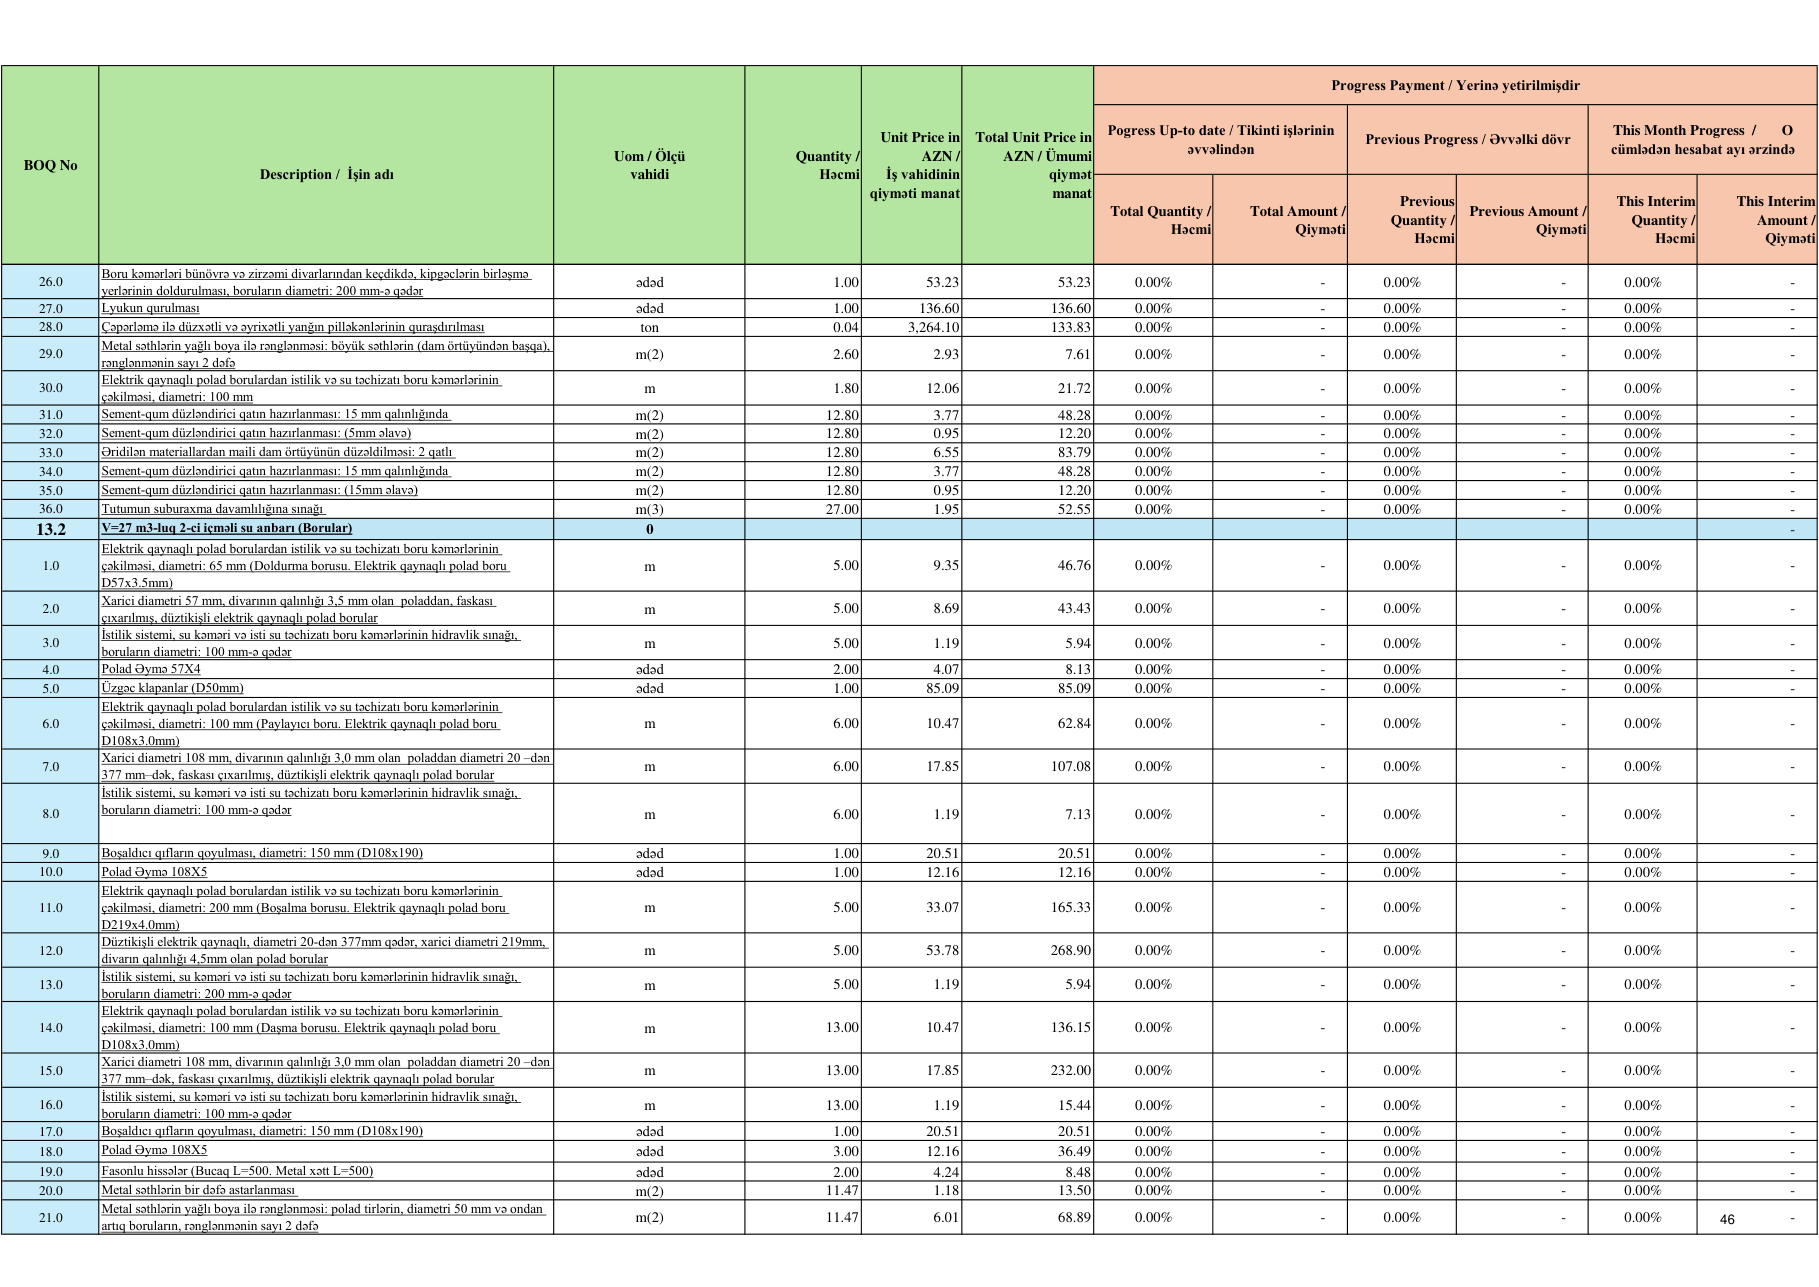 Progress Payment / Yerinə yetirilmişdir
BOQ No
Description / İşin adı
Uom / Ölçü
vahidi
Quantity /
Həcmi
Unit Price in
AZN /
İş vahidinin
qiyməti manat
Total Unit Price in
AZN / Ümumi
qiymət
manat
Pogress Up-to date / Tikinti işlərinin
əvvəlindən
Previous Progress / Əvvəlki dövr
This Month Progress / O
cümlədən hesabat ayı ərzində
Total Quantity /
Həcmi
Total Amount /
Qiyməti
Previous
Quantity /
Həcmi
Previous Amount /
Qiyməti
This Interim
Quantity /
Həcmi
This Interim
Amount /
Qiyməti
26.0 Boru kəmərləri bünövrə və zirzəmi divarlarından keçdikdə, kipgəclərin birləşmə
yerlərinin doldurulması, boruların diametri: 200 mm-ə qədər ədəd 1.00 53.23 53.23 0.00% - 0.00% - 0.00% -
27.0 Lyukun qurulması ədəd 1.00 136.60 136.60 0.00% - 0.00% - 0.00% -
28.0 Çəpərləmə ilə düzxətli və əyrixətli yanğın pilləkənlərinin quraşdırılması ton 0.04 3,264.10 133.83 0.00% - 0.00% - 0.00% -
29.0 Metal səthlərin yağlı boya ilə rənglənməsi: böyük səthlərin (dam örtüyündən başqa),
rənglənmənin sayı 2 dəfə m(2) 2.60 2.93 7.61 0.00% - 0.00% - 0.00% -
30.0 Elektrik qaynaq polad borulardan istilik və su təchizatı boru kəmərlərinin
çəkilməsi, diametri: 100 mm m 1.80 12.06 21.72 0.00% - 0.00% - 0.00% -
31.0 Sement-qum düzləndirici qatın hazırlanması: 15 mm qalınlığında m(2) 12.80 3.77 48.28 0.00% - 0.00% - 0.00% -
32.0 Sement-qum düzləndirici qatın hazırlanması: (5mm əlavə) m(2) 12.80 0.95 12.20 0.00% - 0.00% - 0.00% -
33.0 Əridilən materiallardan maili dam örtüyünün düzəldilməsi: 2 qatlı m(2) 12.80 6.55 83.79 0.00% - 0.00% - 0.00% -
34.0 Sement-qum düzləndirici qatın hazırlanması: 15 mm qalınlığında m(2) 12.80 3.77 48.28 0.00% - 0.00% - 0.00% -
35.0 Sement-qum düzləndirici qatın hazırlanması: (15mm əlavə) m(2) 12.80 0.95 12.20 0.00% - 0.00% - 0.00% -
36.0 Tutumun suburaxma davamlılığına sınağı m(3) 27.00 1.95 52.55 0.00% - 0.00% - 0.00% -
13.2 V=27 m3-luq 2-ci içməli su anbarı (Borular) 0 -
1.0 Elektrik qaynaqlı polad borulardan istilik və su təchizatı boru kəmərlərinin
çəkilməsi, diametri: 65 mm (Doldurma borusu. Elektrik qaynaqlı polad boru
D57x3.5mm) m 5.00 9.35 46.76 0.00% - 0.00% - 0.00% -
2.0 Xarici diametri 57 mm, divarının qalınlığı 3,5 mm olan poladdan, faskası
çıxarılmış, düztikişli elektrik qaynaqlı polad borular m 5.00 8.69 43.43 0.00% - 0.00% - 0.00% -
3.0 İstilik sistemi, su kəməri və isti su təchizatı boru kəmərlərinin hidravlik sınağı,
boruların diametri: 100 mm-ə qədər m 5.00 1.19 5.94 0.00% - 0.00% - 0.00% -
4.0 Polad Əymə 57X4 ədəd 2.00 4.07 8.13 0.00% - 0.00% - 0.00% -
5.0 Üzgəc klapanlar (D50mm) ədəd 1.00 85.09 85.09 0.00% - 0.00% - 0.00% -
6.0 Elektrik qaynaqlı polad borulardan istilik və su təchizatı boru kəmərlərinin
çəkilməsi, diametri: 100 mm (Paylayıcı boru. Elektrik qaynaqlı polad boru
D108x3.0mm) m 6.00 10.47 62.84 0.00% - 0.00% - 0.00% -
7.0 Xarici diametri 108 mm, divarının qalınlığı 3,0 mm olan poladdan diametri 20 –dən
377 mm–dək, faskası çıxarılmış, düztikişli elektrik qaynaqlı polad borular m 6.00 17.85 107.08 0.00% - 0.00% - 0.00% -
8.0 İstilik sistemi, su kəməri və isti su təchizatı boru kəmərlərinin hidravlik sınağı,
boruların diametri: 100 mm-ə qədər m 6.00 1.19 7.13 0.00% - 0.00% - 0.00% -
9.0 Boşaldıcı qıfların qoyulması, diametri: 150 mm (D108x190) ədəd 1.00 20.51 20.51 0.00% - 0.00% - 0.00% -
10.0 Polad Əymə 108X5 ədəd 1.00 12.16 12.16 0.00% - 0.00% - 0.00% -
11.0 Elektrik qaynaqlı polad borulardan istilik və su təchizatı boru kəmərlərinin
çəkilməsi, diametri: 200 mm (Boşalma borusu. Elektrik qaynaqlı polad boru
D219x4.0mm) m 5.00 33.07 165.33 0.00% - 0.00% - 0.00% -
12.0 Düztikişli elektrik qaynaqlı, diametri 20-dən 377mm qədər, xarici diametri 219mm,
divarın qalınlığı 4,5mm olan polad borular m 5.00 53.78 268.90 0.00% - 0.00% - 0.00% -
13.0 İstilik sistemi, su kəməri və isti su təchizatı boru kəmərlərinin hidravlik sınağı,
boruların diametri: 200 mm-ə qədər m 5.00 1.19 5.94 0.00% - 0.00% - 0.00% -
14.0 Elektrik qaynaqlı polad borulardan istilik və su təchizatı boru kəmərlərinin
çəkilməsi, diametri: 100 mm (Daşma borusu. Elektrik qaynaqlı polad boru
D108x3.0mm) m 13.00 10.47 136.15 0.00% - 0.00% - 0.00% -
15.0 Xarici diametri 108 mm, divarının qalınlığı 3,0 mm olan poladdan diametri 20 –dən
377 mm–dək, faskası çıxarılmış, düztikişli elektrik qaynaqlı polad borular m 13.00 17.85 232.00 0.00% - 0.00% - 0.00% -
16.0 İstilik sistemi, su kəməri və isti su təchizatı boru kəmərlərinin hidravlik sınağı,
boruların diametri: 100 mm-ə qədər m 13.00 1.19 15.44 0.00% - 0.00% - 0.00% -
17.0 Boşaldıcı qıfların qoyulması, diametri: 150 mm (D108x190) ədəd 1.00 20.51 20.51 0.00% - 0.00% - 0.00% -
18.0 Polad Əymə 108X5 ədəd 3.00 12.16 36.49 0.00% - 0.00% - 0.00% -
19.0 Fasonlu hissələr (Bucaq L=500. Metal xətt L=500) ədəd 2.00 4.24 8.48 0.00% - 0.00% - 0.00% -
20.0 Metal səthlərin bir dəfə astarlanması m(2) 11.47 1.18 13.50 0.00% - 0.00% - 0.00% -
21.0 Metal səthlərin yağlı boya ilə rənglənməsi: polad tirlərin, diametri 50 mm və ondan
artıq boruların, rənglənmənin sayı 2 dəfə m(2) 11.47 6.01 68.89 0.00% - 0.00% - 0.00% -
46